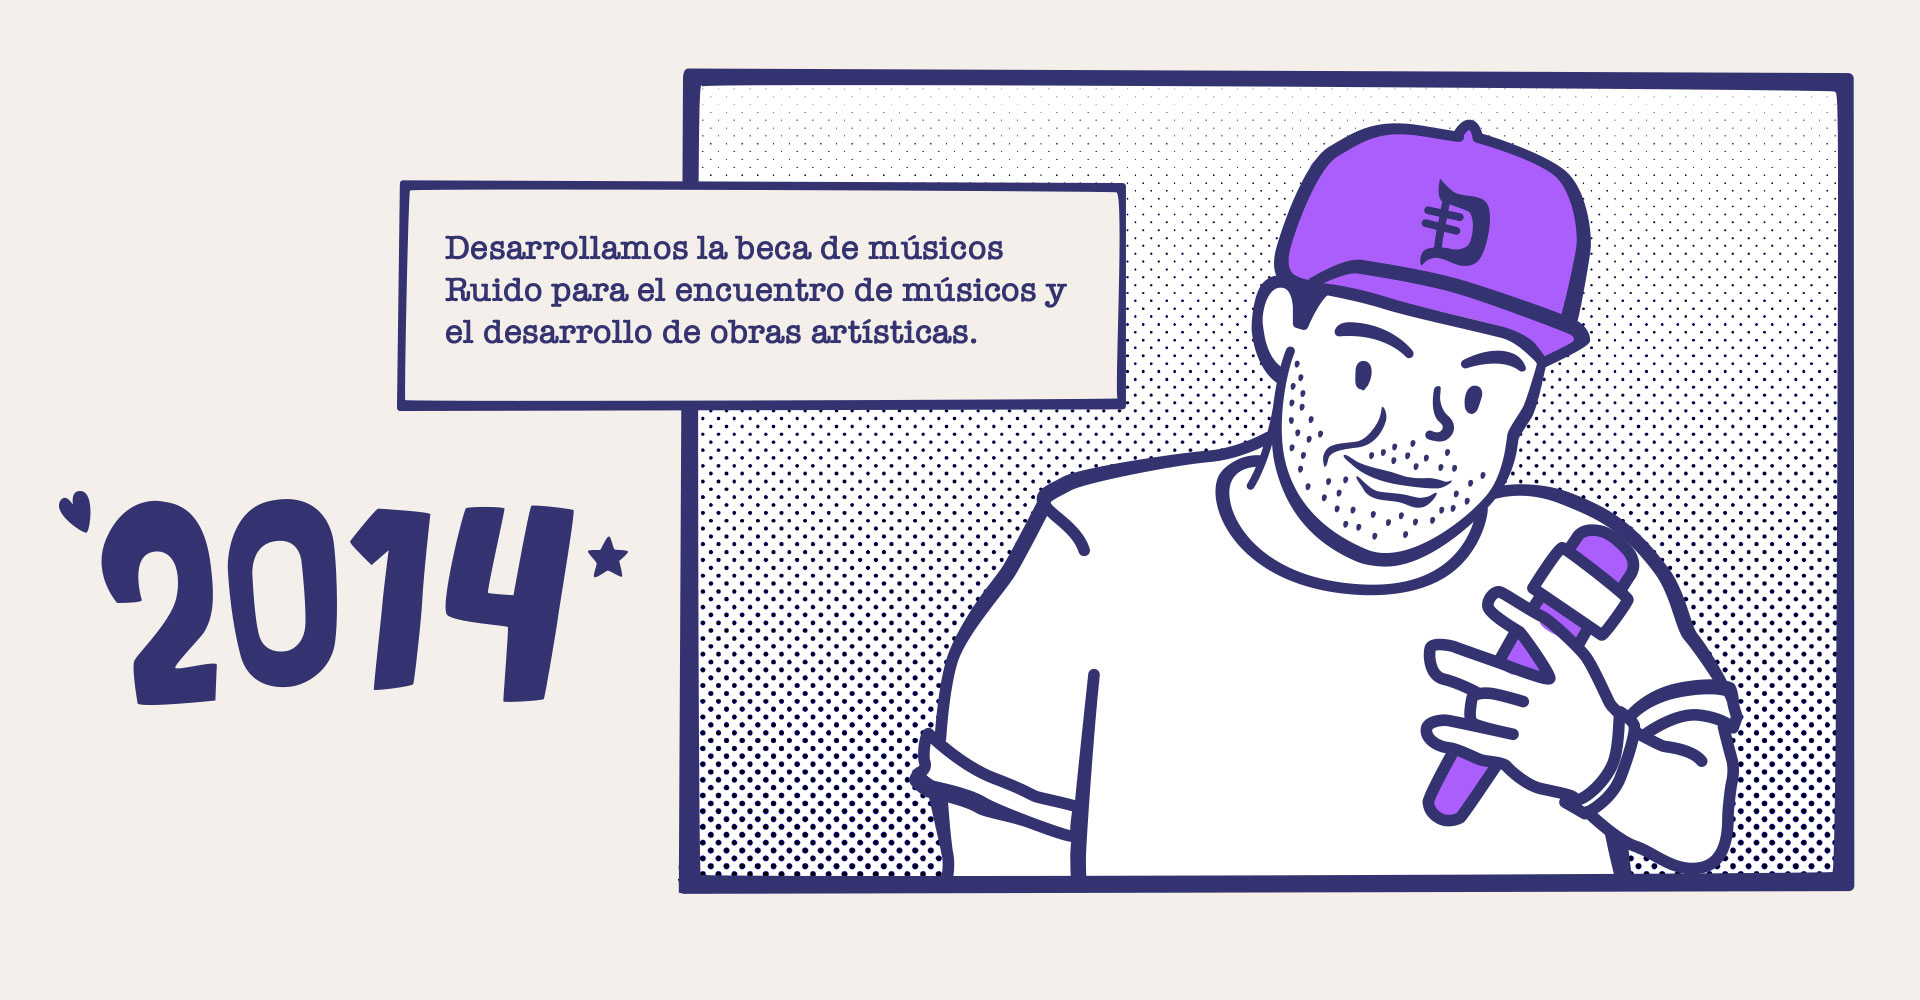 Desarrollamos la beca de músicos
Ruido para el encuentro de músicos y
el desarrollo de obras artísticas.
2014
D